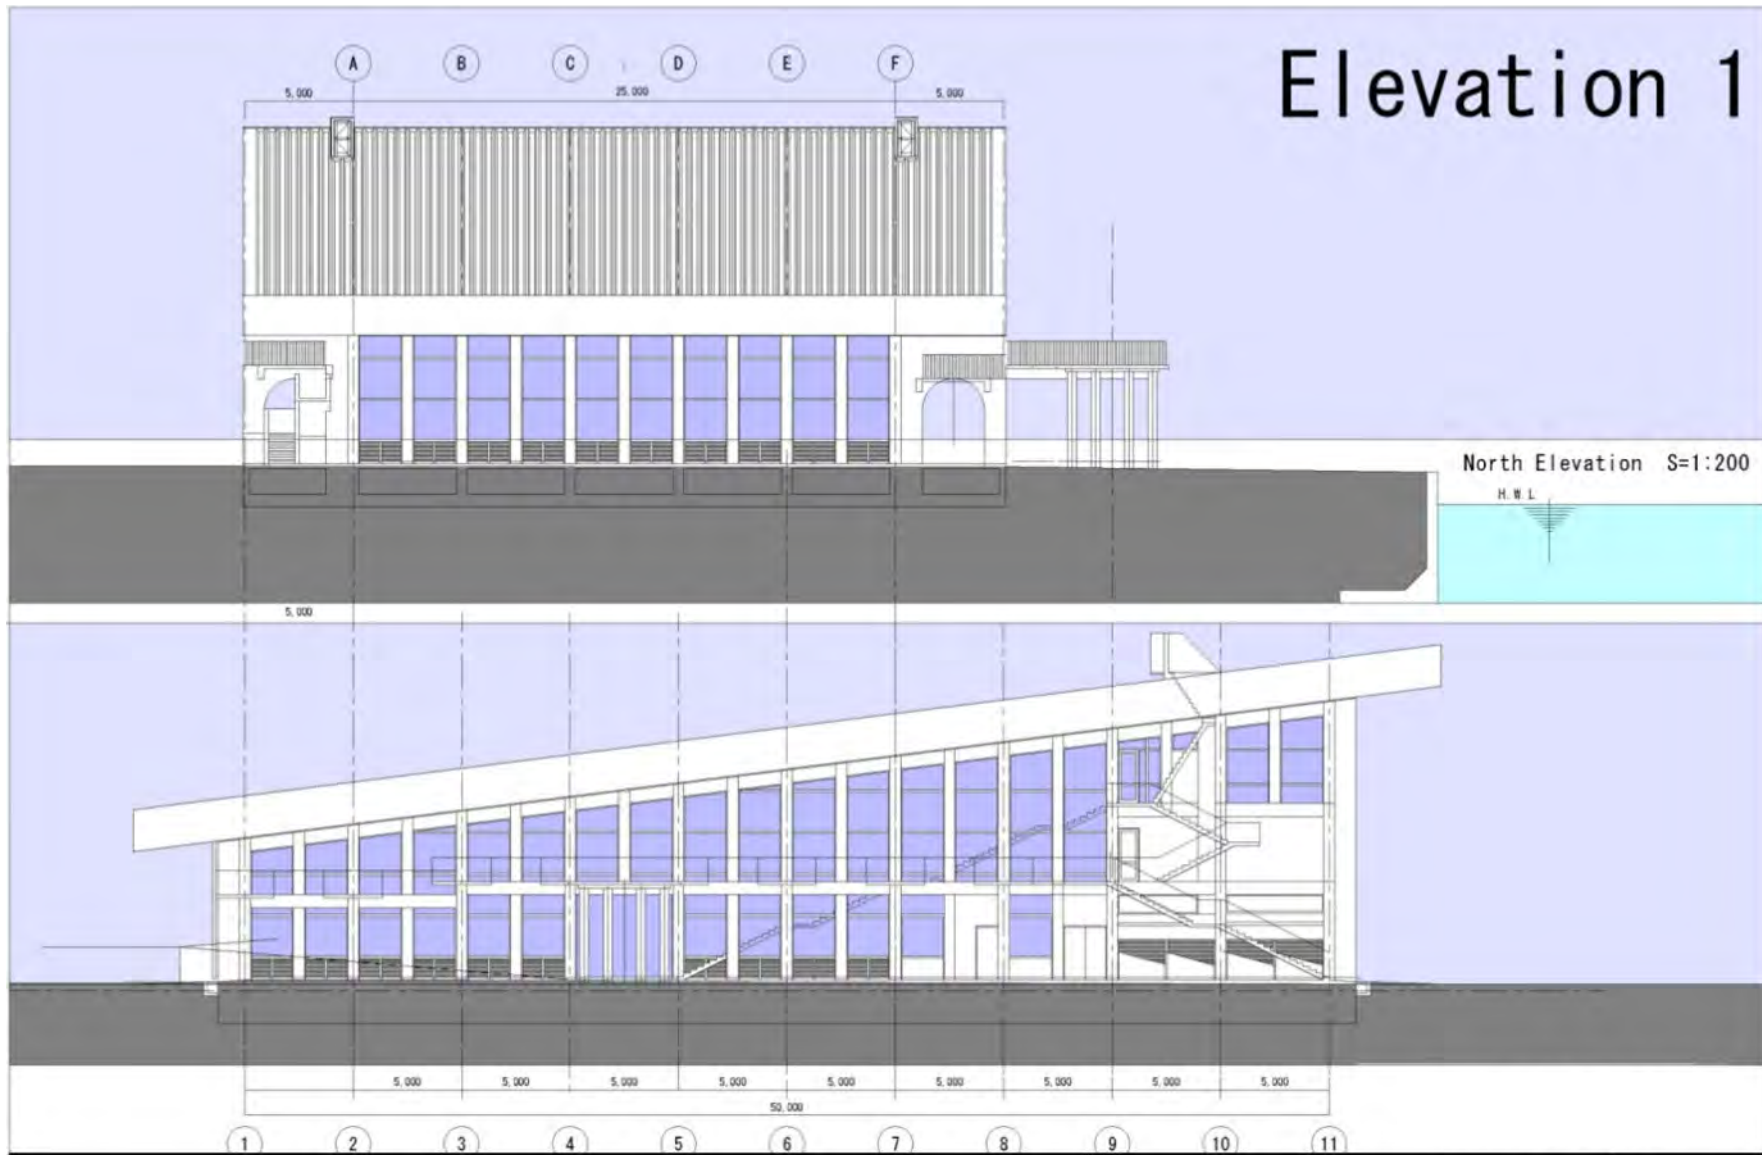 Elevation 1
A B C D E F
5,000 25,000 5,000
North Elevation S=1:200
H.W.L
5,000
5,000 5,000 5,000 5,000 5,000 5,000 5,000 5,000 5,000
50,000
1 2 3 4 5 6 7 8 9 10 11